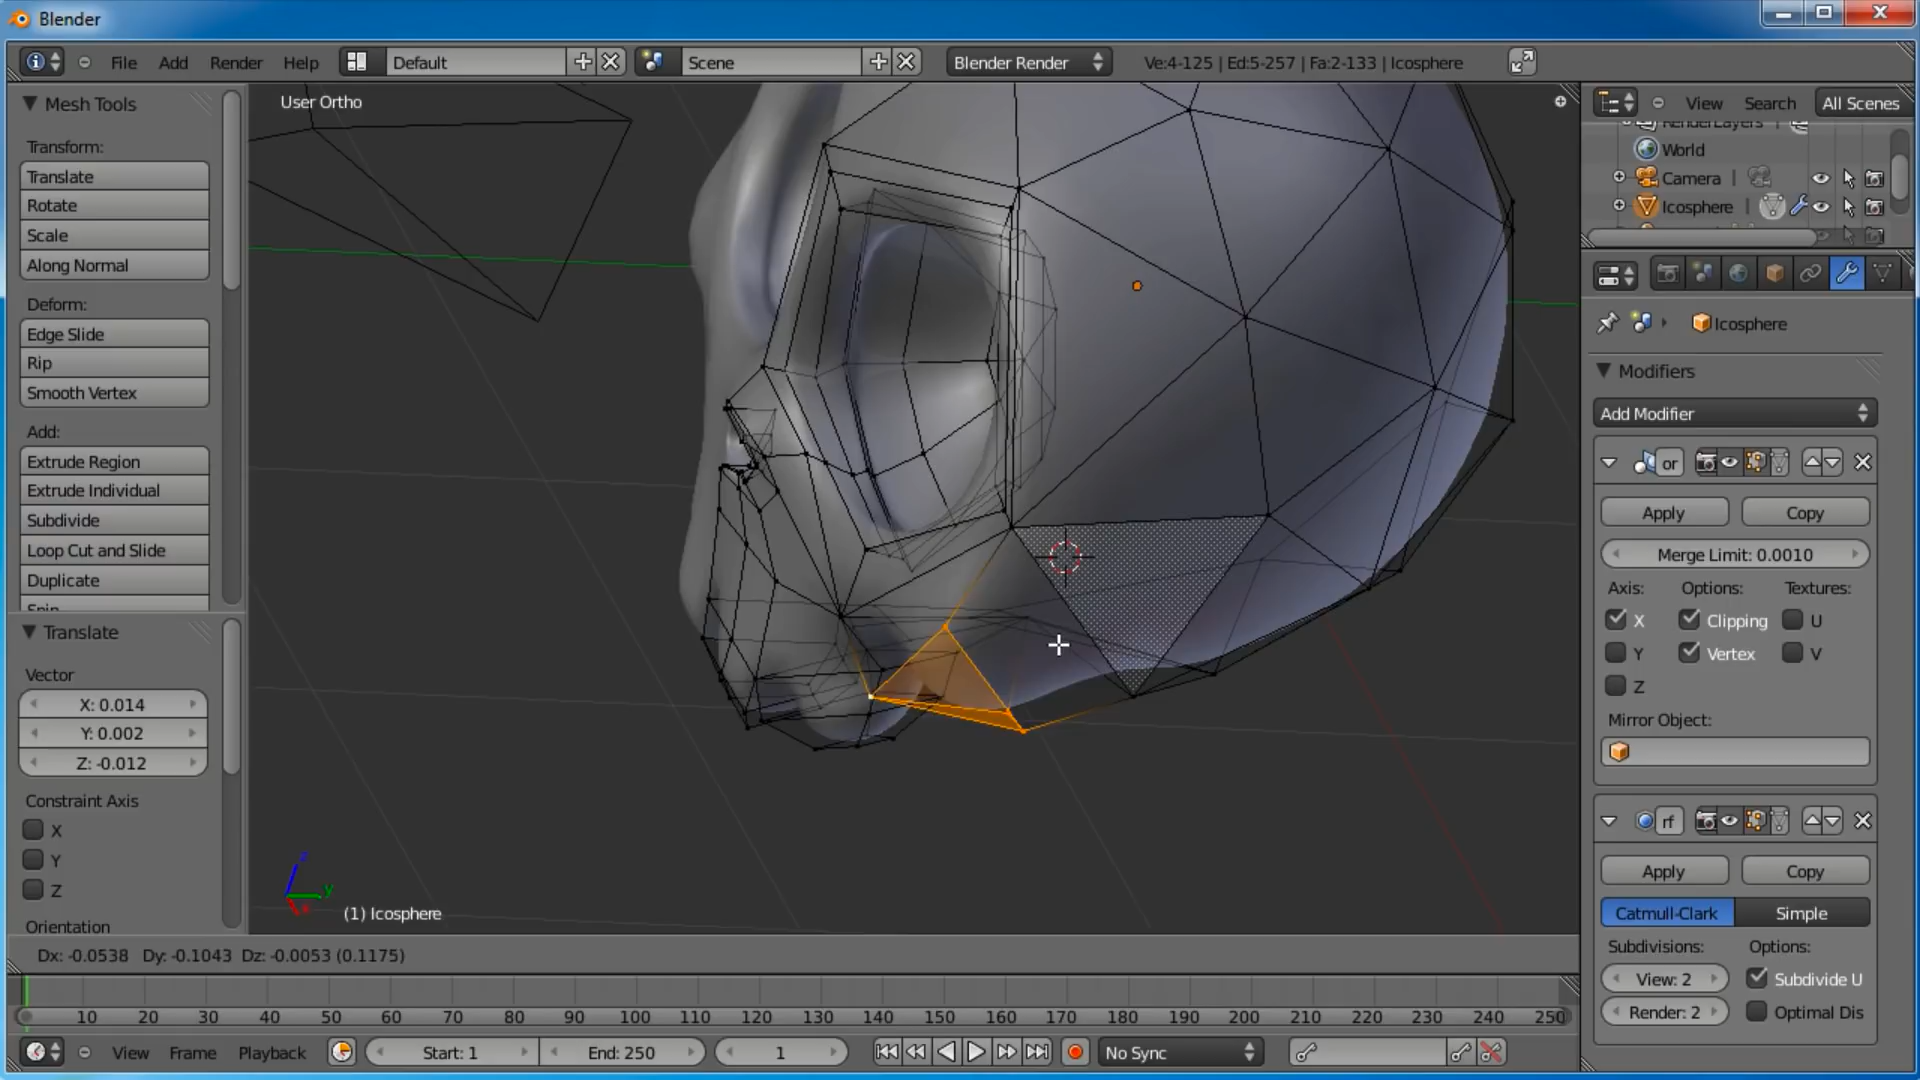 Blender
File Add Render Help Default Scene Blender Render Ve:4-125 | Ed:5-257 | Fa:2-133 | Icosphere
Mesh Tools
Transform:
Translate
Rotate
Scale
Along Normal
Deform:
Edge Slide
Rip
Smooth Vertex
Add:
Extrude Region
Extrude Individual
Subdivide
Loop Cut and Slide
Duplicate
Spin
Translate
Vector
X: 0.014
Y: 0.002
Z: -0.012
Constraint Axis
X
Y
Z
Orientation
User Ortho
z
y
(1) Icosphere
Dx: -0.0538 Dy: -0.1043 Dz: -0.0053 (0.1175)
View Search All Scenes
RenderLayers |
World
Camera |
Icosphere |
Icosphere
Modifiers
Add Modifier
or
Apply Copy
Merge Limit: 0.0010
Axis: Options: Textures:
X Clipping U
Y Vertex V
Z
Mirror Object:
rf
Apply Copy
Catmull-Clark Simple
Subdivisions: Options:
View: 2 Subdivide U
Render: 2 Optimal Dis
10 20 30 40 50 60 70 80 90 100 110 120 130 140 150 160 170 180 190 200 210 220 230 240 250
View Frame Playback Start: 1 End: 250 1 No Sync